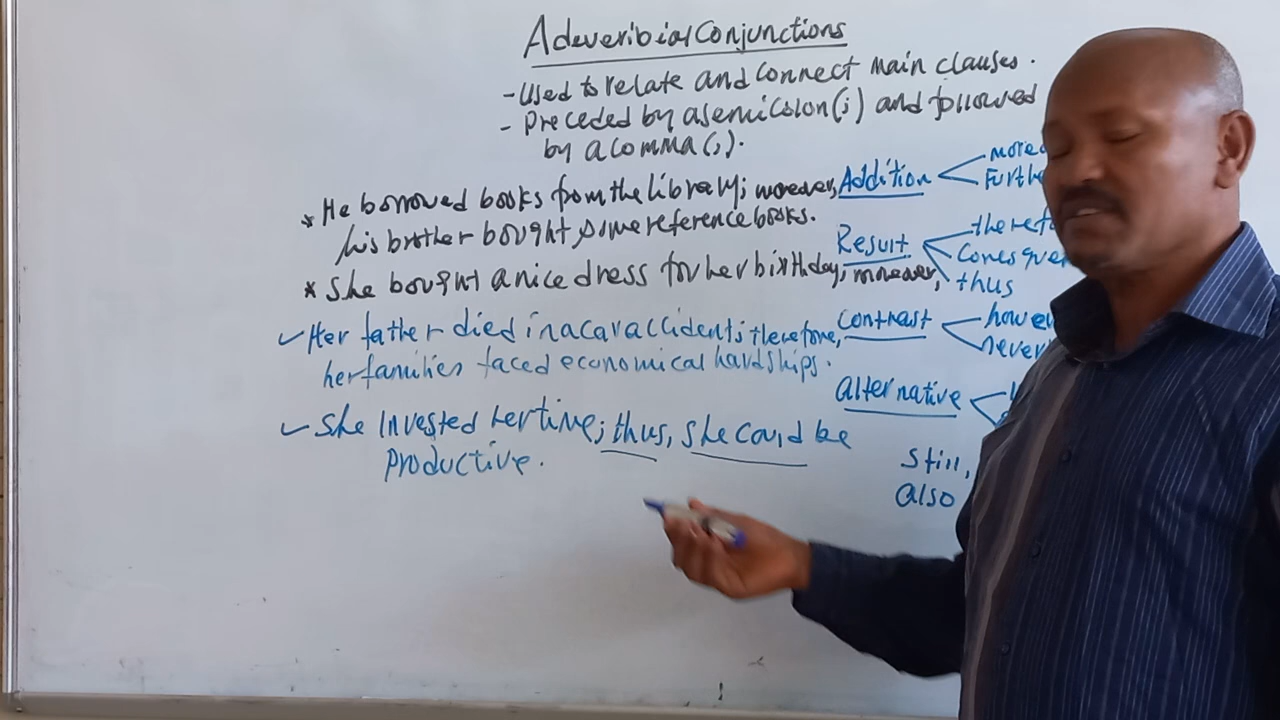 Adeveribial Conjunctions
- Used to relate and connect main clauses.
- preceded by a semicolon (;) and followed
by a comma (,).
* He borrowed books from the library; moreover,
his brother bought some reference books.
* She bought a nice dress for her birthday; moreover,
✓ Her father died in a car accident; therefore,
her families faced economical hardships.
✓ She invested her time; thus, she could be
productive.
Addition
Result
thus
Contrast
alternative
Still,
also